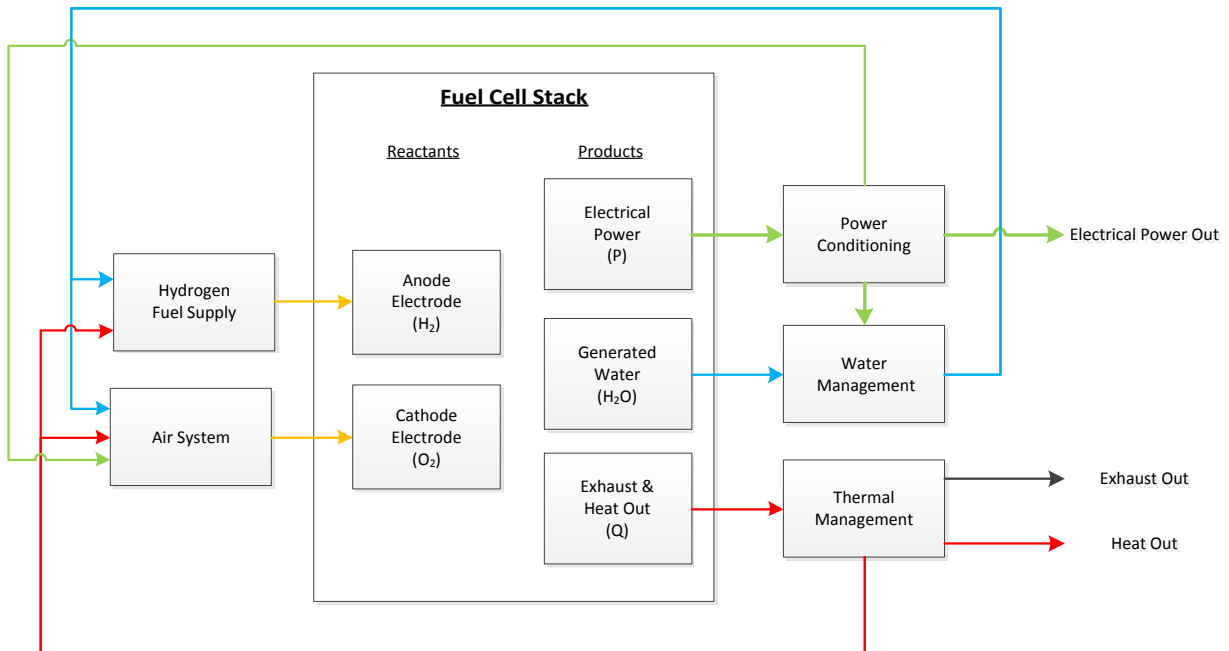 Fuel Cell Stack
Reactants
Products
Hydrogen
Fuel Supply
Air System
Anode
Electrode
(H₂)
Cathode
Electrode
(O₂)
Electrical
Power
(P)
Generated
Water
(H₂O)
Exhaust &
Heat Out
(Q)
Power
Conditioning
Water
Management
Thermal
Management
Electrical Power Out
Exhaust Out
Heat Out